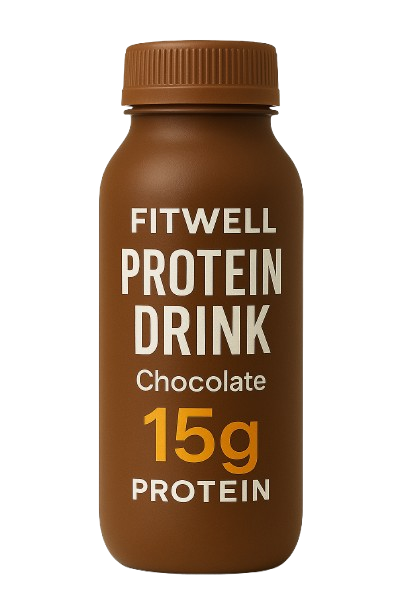 FITWELL
PROTEIN
DRINK
Chocolate
15g
PROTEIN